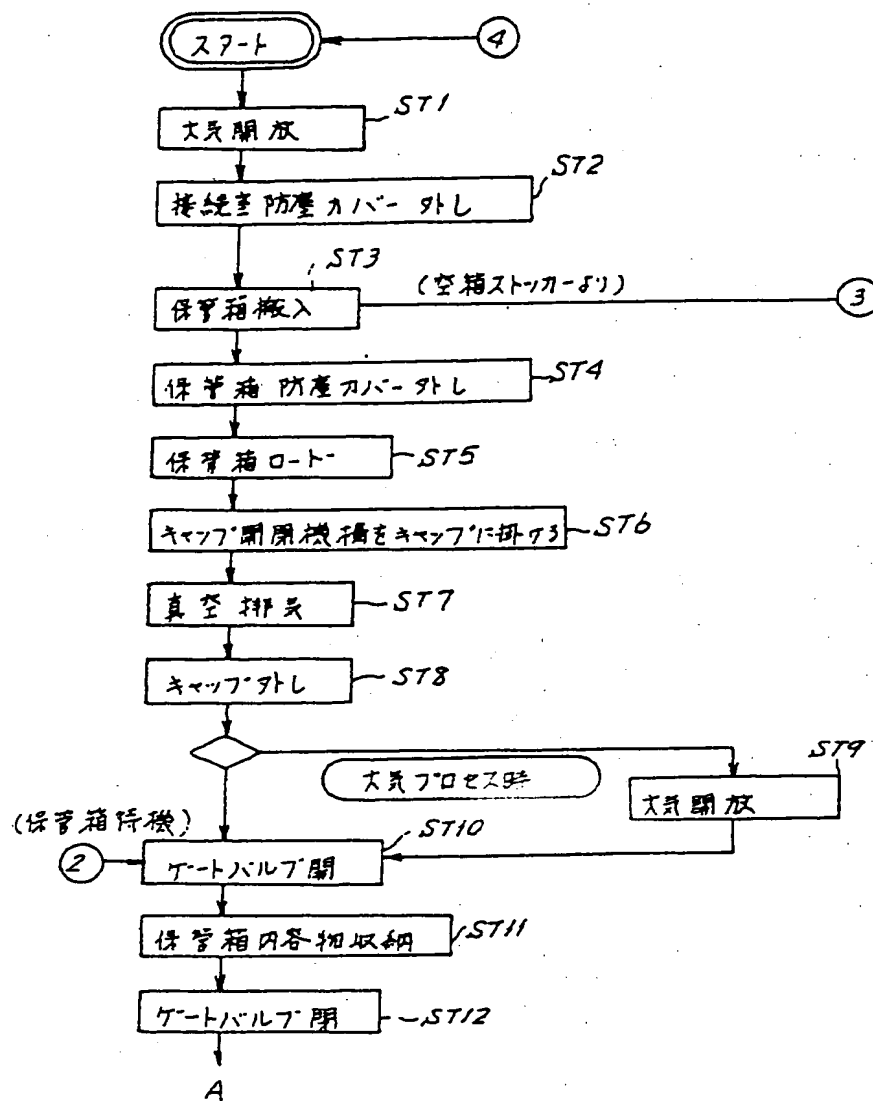 スタート
4
ST1
大気開放
ST2
接続室防塵カバー外し
ST3
(空箱ストッカーより)
保管箱搬入
3
保管箱防塵カバー外し
ST4
保管箱ロード
ST5
キャップ開閉機構をキャップに掛ける
ST6
真空排気
ST7
キャップ外し
ST8
ST9
大気プロセス時
大気開放
(保管箱待機)
ST10
2
ゲートバルブ開
保管箱内容物収納
ST11
ゲートバルブ閉
ST12
A